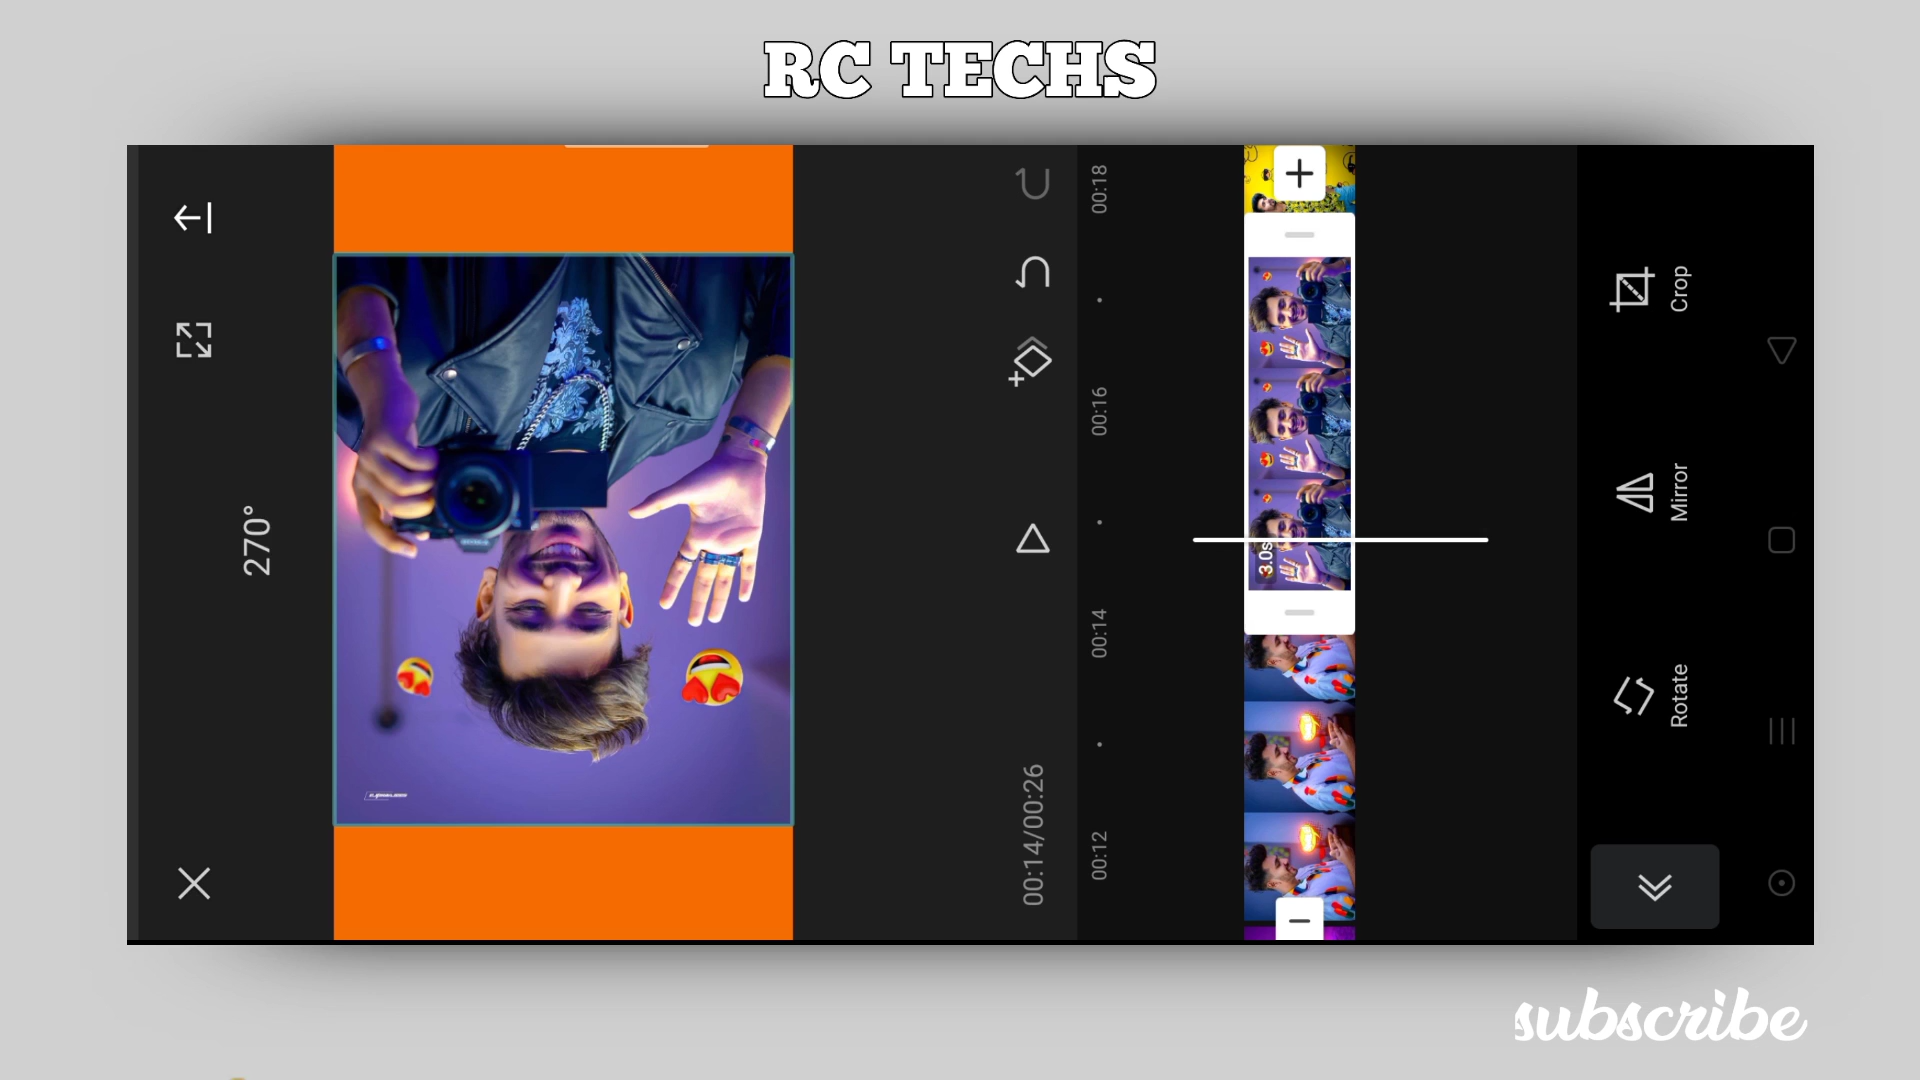 RC TECHS
270°
00:14/00:26
00:12
00:14
00:16
00:18
3.0s
Crop
Mirror
Rotate
subscribe